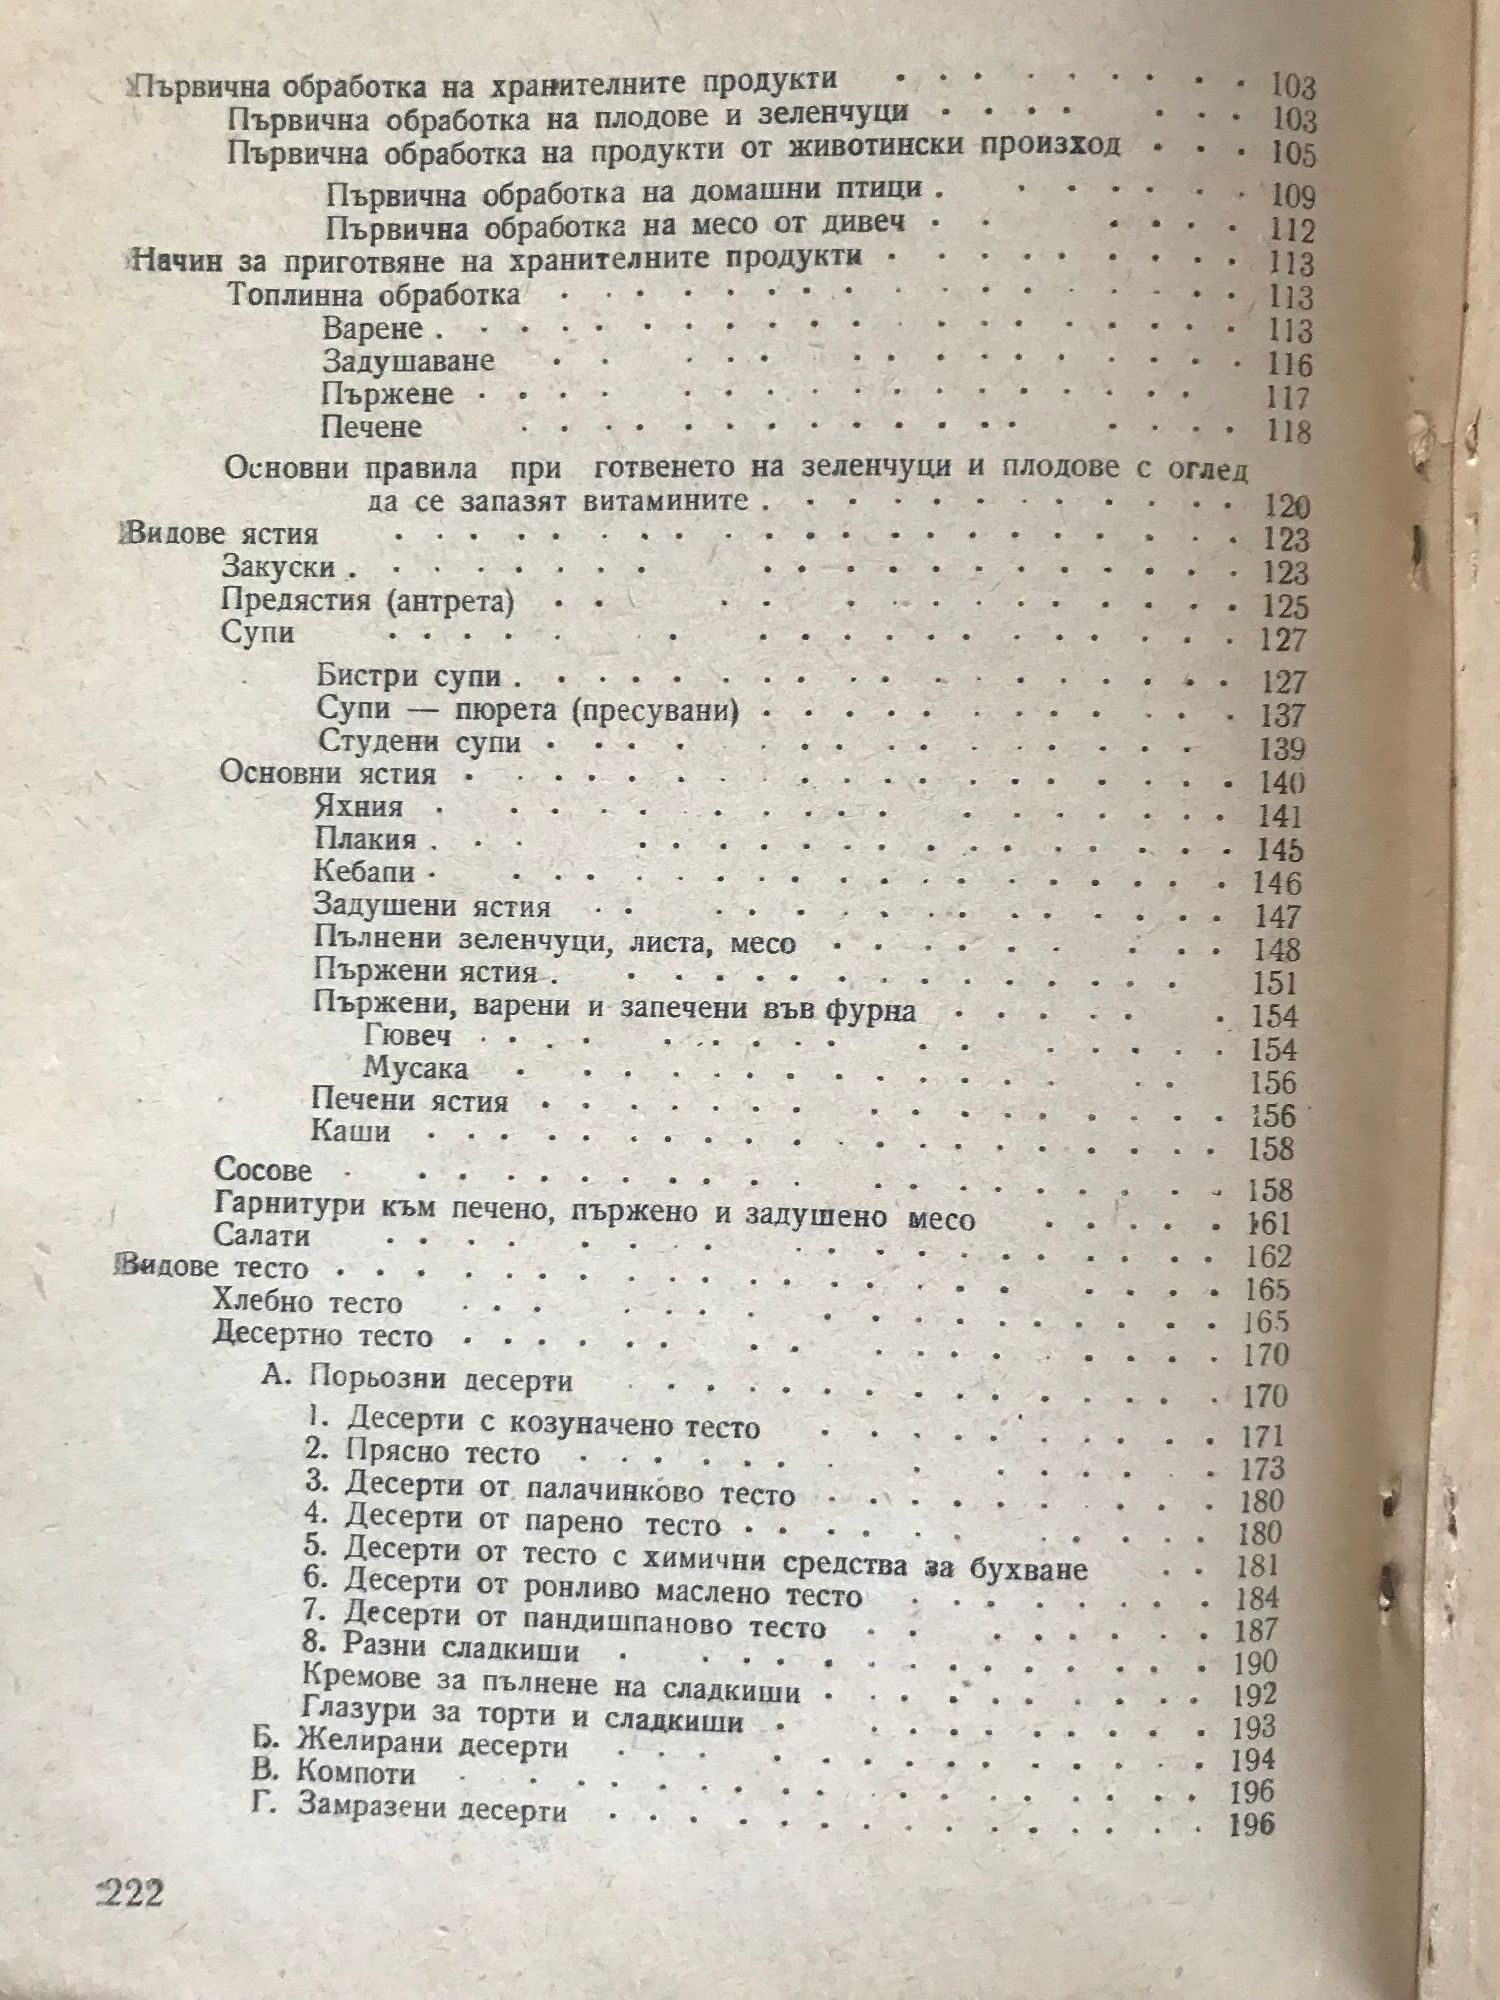 Първична обработка на хранителните продукти . . . . . . . . . 103
Първична обработка на плодове и зеленчуци . . . . . . . 103
Първична обработка на продукти от животински произход . . . 105
Първична обработка на домашни птици . . . . . . . . 109
Първична обработка на месо от дивеч . . . . . . 112
Начин за приготвяне на хранителните продукти . . . . . . . . . 113
Топлинна обработка . . . . . . . . . . . . . . . . . 113
Варене . . . . . . . . . . . . . . . . . . . . 113
Задушаване . . . . . . . . . . . . . . . 116
Пържене . . . . . . . . . . . . . . . . 117
Печене . . . . . . . . . . . . . . . . . 118
Основни правила при готвенето на зеленчуци и плодове с оглед
да се запазят витамините . . . . . . . . . . . . 120
Видове ястия . . . . . . . . . . . . . . . . . . . . . 123
Закуски . . . . . . . . . . . . . . . . . . . 123
Предястия (антрета) . . . . . . . . . . . . . . 125
Супи . . . . . . . . . . . . . . . . . . 127
Бистри супи . . . . . . . . . . . . . . . . . . 127
Супи — пюрета (пресувани) . . . . . . . . . . . . 137
Студени супи . . . . . . . . . . . . . . . 139
Основни ястия . . . . . . . . . . . . . . . . . . 140
Яхния . . . . . . . . . . . . . . . . . 141
Плакия . . . . . . . . . . . . . . . . . 145
Кебапи . . . . . . . . . . . . . . . . . . 146
Задушени ястия . . . . . . . . . . . . . . 147
Пълнени зеленчуци, листа, месо . . . . . . . . . 148
Пържени ястия . . . . . . . . . . . . . . 151
Пържени, варени и запечени във фурна . . . . . . 154
Гювеч . . . . . . . . . . . . . . . . 154
Мусака . . . . . . . . . . . . . . 156
Печени ястия . . . . . . . . . . . . . . . 156
Каши . . . . . . . . . . . . . . . . . . . 158
Сосове . . . . . . . . . . . . . . . . . . . 158
Гарнитури към печено, пържено и задушено месо . . . . . 161
Салати . . . . . . . . . . . . . . . . . . 162
Видове тесто . . . . . . . . . . . . . . . . . . . . 165
Хлебно тесто . . . . . . . . . . . . . . . 165
Десертно тесто . . . . . . . . . . . . . . . 170
А. Порьозни десерти . . . . . . . . . . . . . . . 170
1. Десерти с козуначено тесто . . . . . . . . . . 171
2. Прясно тесто . . . . . . . . . . . . . 173
3. Десерти от палачинково тесто . . . . . . . . . 180
4. Десерти от парено тесто . . . . . . . . . . . 180
5. Десерти от тесто с химични средства за бухване . . 181
6. Десерти от ронливо маслено тесто . . . . . . . 184
7. Десерти от пандишпаново тесто . . . . . . . . 187
8. Разни сладкиши . . . . . . . . . . . . . 190
Кремове за пълнене на сладкиши . . . . . . . . . 192
Глазури за торти и сладкиши . . . . . . . . . 193
Б. Желирани десерти . . . . . . . . . . . . . 194
В. Компоти . . . . . . . . . . . . . . . . . 196
Г. Замразени десерти . . . . . . . . . . . . . . 196
222